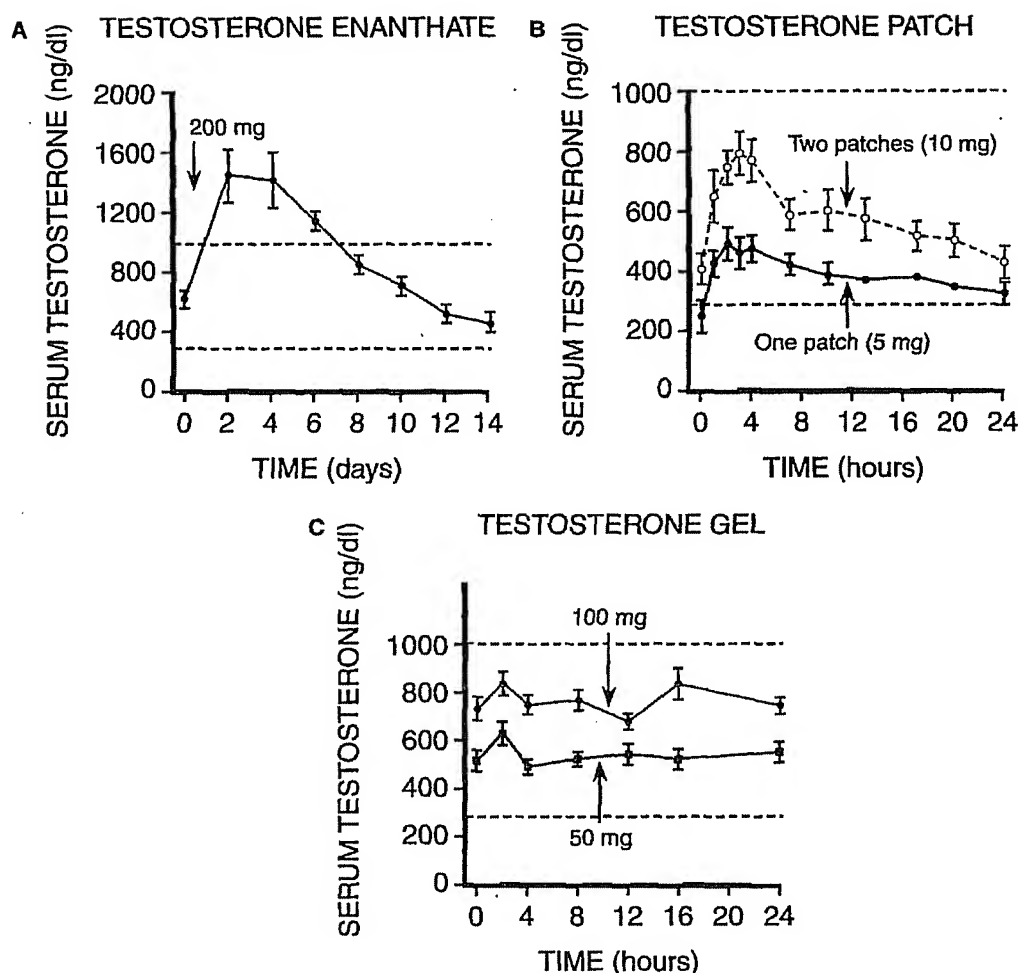 A TESTOSTERONE ENANTHATE
SERUM TESTOSTERONE (ng/dl)
2000
1600
1200
800
400
0
200 mg
0 2 4 6 8 10 12 14
TIME (days)
B TESTOSTERONE PATCH
SERUM TESTOSTERONE (ng/dl)
1000
800
600
400
200
0
Two patches (10 mg)
One patch (5 mg)
0 4 8 12 16 20 24
TIME (hours)
C TESTOSTERONE GEL
SERUM TESTOSTERONE (ng/dl)
1000
800
600
400
200
0
100 mg
50 mg
0 4 8 12 16 20 24
TIME (hours)